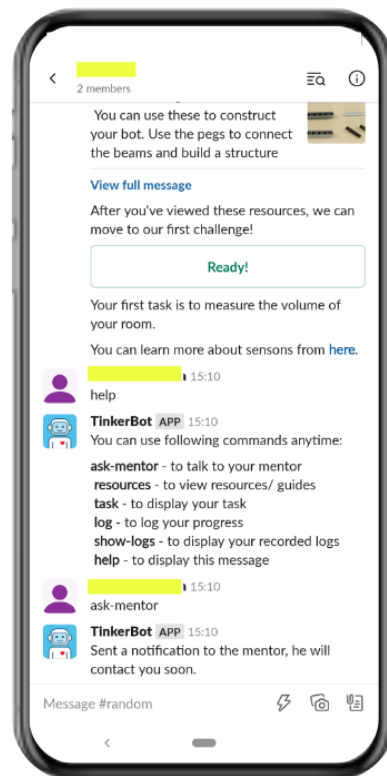 2 members
You can use these to construct
your bot. Use the pegs to connect
the beams and build a structure
View full message
After you've viewed these resources, we can
move to our first challenge!
Ready!
Your first task is to measure the volume of
your room.
You can learn more about sensons from here.
15:10
help
TinkerBot APP 15:10
You can use following commands anytime:
ask-mentor - to talk to your mentor
resources - to view resources/ guides
task - to display your task
log - to log your progress
show-logs - to display your recorded logs
help - to display this message
15:10
ask-mentor
TinkerBot APP 15:10
Sent a notification to the mentor, he will
contact you soon.
Message #random